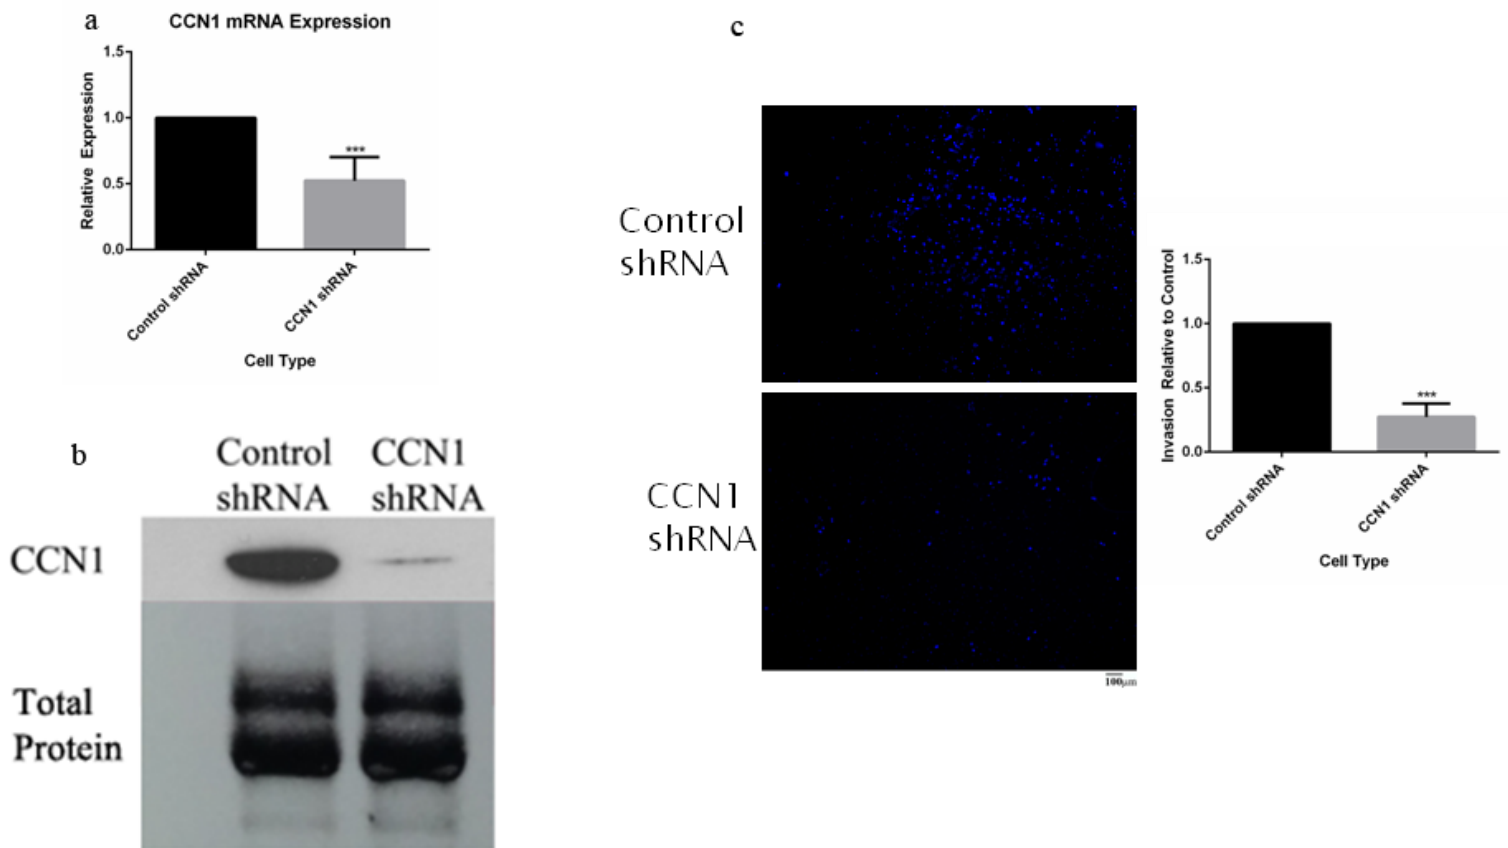 a
CCN1 mRNA Expression
Relative Expression
1.5
1.0
0.5
0.0
***
Control shRNA
CCN1 shRNA
Cell Type
b
Control
shRNA
CCN1
shRNA
CCN1
Total
Protein
c
Control
shRNA
CCN1
shRNA
100μm
Invasion Relative to Control
1.5
1.0
0.5
0.0
***
Control shRNA
CCN1 shRNA
Cell Type